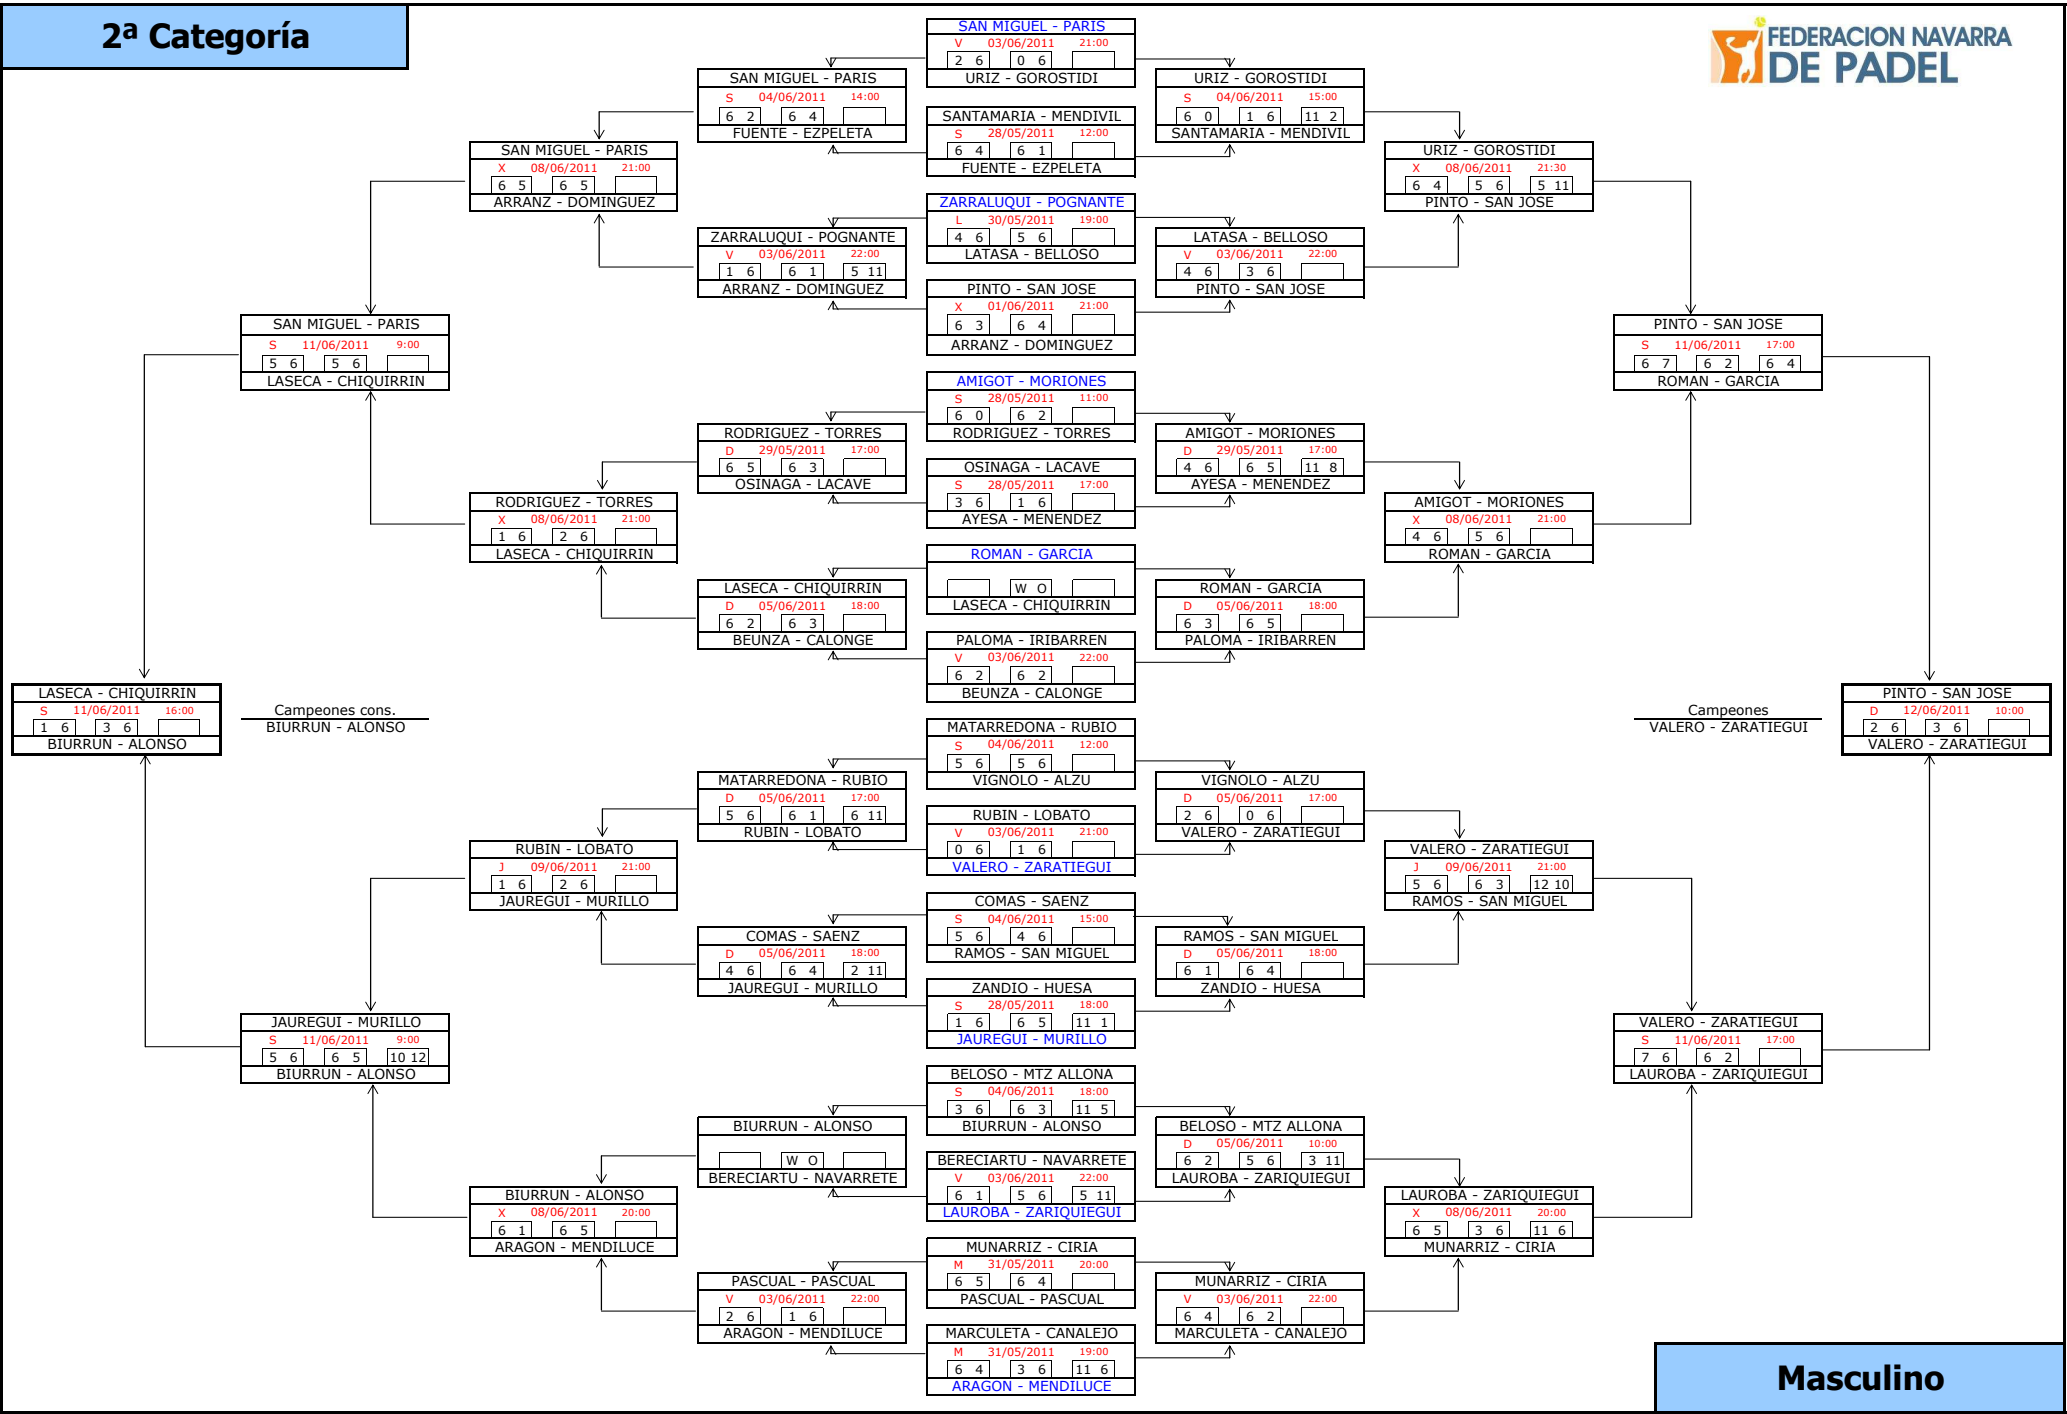 2ª Categoría
FEDERACION NAVARRA
DE PADEL
LASECA - CHIQUIRRIN
S 11/06/2011 16:00
1 6 3 6
BIURRUN - ALONSO
Campeones cons.
BIURRUN - ALONSO
SAN MIGUEL - PARIS
S 11/06/2011 9:00
5 6 5 6
LASECA - CHIQUIRRIN
JAUREGUI - MURILLO
S 11/06/2011 9:00
5 6 6 5 10 12
BIURRUN - ALONSO
SAN MIGUEL - PARIS
X 08/06/2011 21:00
6 5 6 5
ARRANZ - DOMINGUEZ
RODRIGUEZ - TORRES
X 08/06/2011 21:00
1 6 2 6
LASECA - CHIQUIRRIN
RUBIN - LOBATO
J 09/06/2011 21:00
1 6 2 6
JAUREGUI - MURILLO
BIURRUN - ALONSO
X 08/06/2011 20:00
6 1 6 5
ARAGON - MENDILUCE
SAN MIGUEL - PARIS
S 04/06/2011 14:00
6 2 6 4
FUENTE - EZPELETA
ZARRALUQUI - POGNANTE
V 03/06/2011 22:00
1 6 6 1 5 11
ARRANZ - DOMINGUEZ
RODRIGUEZ - TORRES
D 29/05/2011 17:00
6 5 6 3
OSINAGA - LACAVE
LASECA - CHIQUIRRIN
D 05/06/2011 18:00
6 2 6 3
BEUNZA - CALONGE
MATARREDONA - RUBIO
D 05/06/2011 17:00
5 6 6 1 6 11
RUBIN - LOBATO
COMAS - SAENZ
D 05/06/2011 18:00
4 6 6 4 2 11
JAUREGUI - MURILLO
BIURRUN - ALONSO
W O
BERECIARTU - NAVARRETE
PASCUAL - PASCUAL
V 03/06/2011 22:00
2 6 1 6
ARAGON - MENDILUCE
SAN MIGUEL - PARIS
V 03/06/2011 21:00
2 6 0 6
URIZ - GOROSTIDI
SANTAMARIA - MENDIVIL
S 28/05/2011 12:00
6 4 6 1
FUENTE - EZPELETA
ZARRALUQUI - POGNANTE
L 30/05/2011 19:00
4 6 5 6
LATASA - BELLOSO
PINTO - SAN JOSE
X 01/06/2011 21:00
6 3 6 4
ARRANZ - DOMINGUEZ
AMIGOT - MORIONES
S 28/05/2011 11:00
6 0 6 2
RODRIGUEZ - TORRES
OSINAGA - LACAVE
S 28/05/2011 17:00
3 6 1 6
AYESA - MENENDEZ
ROMAN - GARCIA
W O
LASECA - CHIQUIRRIN
PALOMA - IRIBARREN
V 03/06/2011 22:00
6 2 6 2
BEUNZA - CALONGE
MATARREDONA - RUBIO
S 04/06/2011 12:00
5 6 5 6
VIGNOLO - ALZU
RUBIN - LOBATO
V 03/06/2011 21:00
0 6 1 6
VALERO - ZARATIEGUI
COMAS - SAENZ
S 04/06/2011 15:00
5 6 4 6
RAMOS - SAN MIGUEL
ZANDIO - HUESA
S 28/05/2011 18:00
1 6 6 5 11 1
JAUREGUI - MURILLO
BELOSO - MTZ ALLONA
S 04/06/2011 18:00
3 6 6 3 11 5
BIURRUN - ALONSO
BERECIARTU - NAVARRETE
V 03/06/2011 22:00
6 1 5 6 5 11
LAUROBA - ZARIQUIEGUI
MUNARRIZ - CIRIA
M 31/05/2011 20:00
6 5 6 4
PASCUAL - PASCUAL
MARCULETA - CANALEJO
M 31/05/2011 19:00
6 4 3 6 11 6
ARAGON - MENDILUCE
URIZ - GOROSTIDI
S 04/06/2011 15:00
6 0 1 6 11 2
SANTAMARIA - MENDIVIL
LATASA - BELLOSO
V 03/06/2011 22:00
4 6 3 6
PINTO - SAN JOSE
AMIGOT - MORIONES
D 29/05/2011 17:00
4 6 6 5 11 8
AYESA - MENENDEZ
ROMAN - GARCIA
D 05/06/2011 18:00
6 3 6 5
PALOMA - IRIBARREN
VIGNOLO - ALZU
D 05/06/2011 17:00
2 6 0 6
VALERO - ZARATIEGUI
RAMOS - SAN MIGUEL
D 05/06/2011 18:00
6 1 6 4
ZANDIO - HUESA
BELOSO - MTZ ALLONA
D 05/06/2011 10:00
6 2 5 6 3 11
LAUROBA - ZARIQUIEGUI
MUNARRIZ - CIRIA
V 03/06/2011 22:00
6 4 6 2
MARCULETA - CANALEJO
URIZ - GOROSTIDI
X 08/06/2011 21:30
6 4 5 6 5 11
PINTO - SAN JOSE
AMIGOT - MORIONES
X 08/06/2011 21:00
4 6 5 6
ROMAN - GARCIA
VALERO - ZARATIEGUI
J 09/06/2011 21:00
5 6 6 3 12 10
RAMOS - SAN MIGUEL
LAUROBA - ZARIQUIEGUI
X 08/06/2011 20:00
6 5 3 6 11 6
MUNARRIZ - CIRIA
PINTO - SAN JOSE
S 11/06/2011 17:00
6 7 6 2 6 4
ROMAN - GARCIA
VALERO - ZARATIEGUI
S 11/06/2011 17:00
7 6 6 2
LAUROBA - ZARIQUIEGUI
Campeones
VALERO - ZARATIEGUI
PINTO - SAN JOSE
D 12/06/2011 10:00
2 6 3 6
VALERO - ZARATIEGUI
Masculino